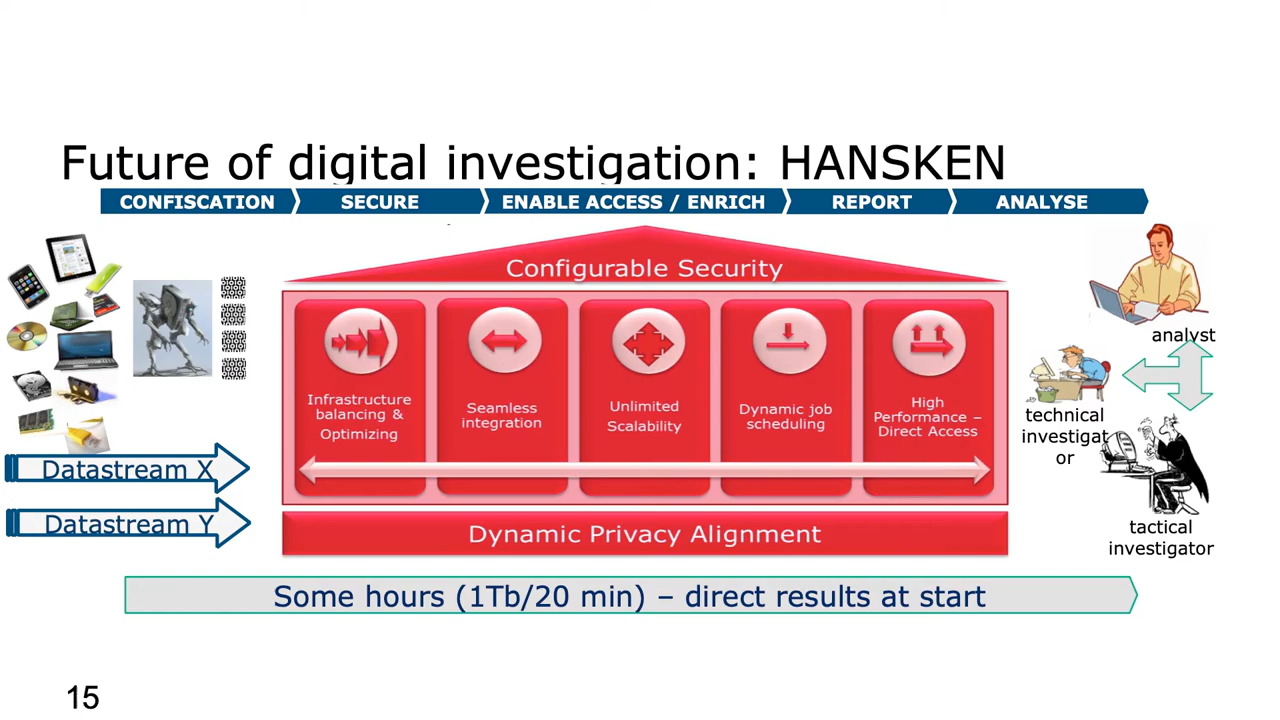 Future of digital investigation: HANSKEN
CONFISCATION
SECURE
ENABLE ACCESS / ENRICH
REPORT
ANALYSE
Configurable Security
Infrastructure
balancing &
Optimizing
Seamless
integration
Unlimited
Scalability
Dynamic job
scheduling
High
Performance –
Direct Access
Datastream X
Datastream Y
Dynamic Privacy Alignment
analyst
technical
investigat
or
tactical
investigator
Some hours (1Tb/20 min) – direct results at start
15